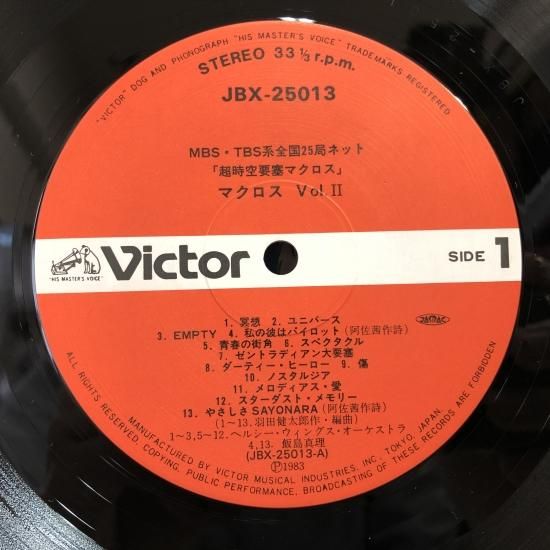 "VICTOR" DOG AND PHONOGRAPH "HIS MASTER'S VOICE" TRADEMARKS REGISTERED
STEREO 33 1/3 r.p.m.
JBX-25013
MBS・TBS系全国25局ネット
「超時空要塞マクロス」
マクロス Vol.Ⅱ
"HIS MASTER'S VOICE"
Victor
SIDE 1
JASRAC
1. 冥想 2. ユニバース
3. EMPTY 4. 私の彼はパイロット(阿佐茜作詩)
5. 青春の街角 6. スペクタクル
7. ゼントラディアン大要塞
8. ダーティー・ヒーロー 9. 傷
10. ノスタルジア
11. メロディアス・愛
12. スターダスト・メモリー
13. やさしさSAYONARA (阿佐茜作詩)
(1〜13. 羽田健太郎作・編曲)
1〜3,5〜12. ヘルシー・ウィングス・オーケストラ
4,13. 飯島真理
(JBX-25013-A)
Ⓟ1983
MANUFACTURED BY VICTOR MUSICAL INDUSTRIES, INC. TOKYO, JAPAN
ALL RIGHTS RESERVED. COPYING, PUBLIC PERFORMANCE, BROADCASTING OF THESE RECORDS ARE FORBIDDEN